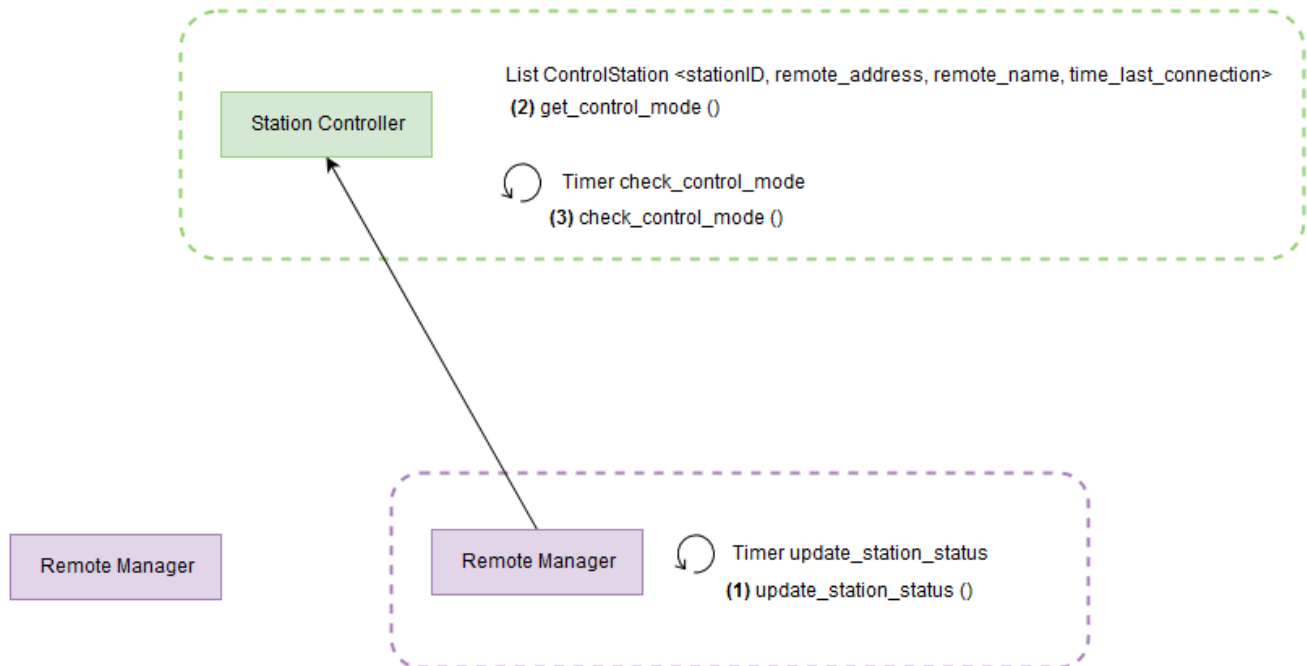 List ControlStation <stationID, remote_address, remote_name, time_last_connection>
(2) get_control_mode ()
Station Controller
Timer check_control_mode
(3) check_control_mode ()
Remote Manager
Remote Manager
Timer update_station_status
(1) update_station_status ()